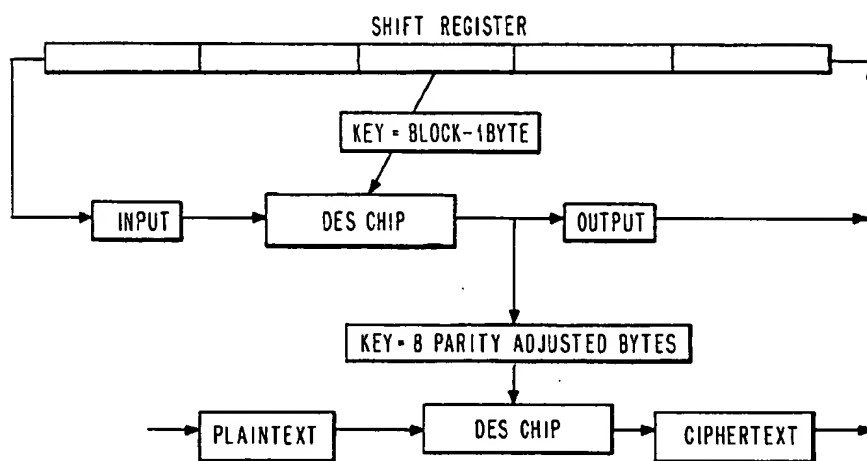 SHIFT REGISTER
KEY = BLOCK-1BYTE
INPUT
DES CHIP
OUTPUT
KEY = 8 PARITY ADJUSTED BYTES
PLAINTEXT
DES CHIP
CIPHERTEXT